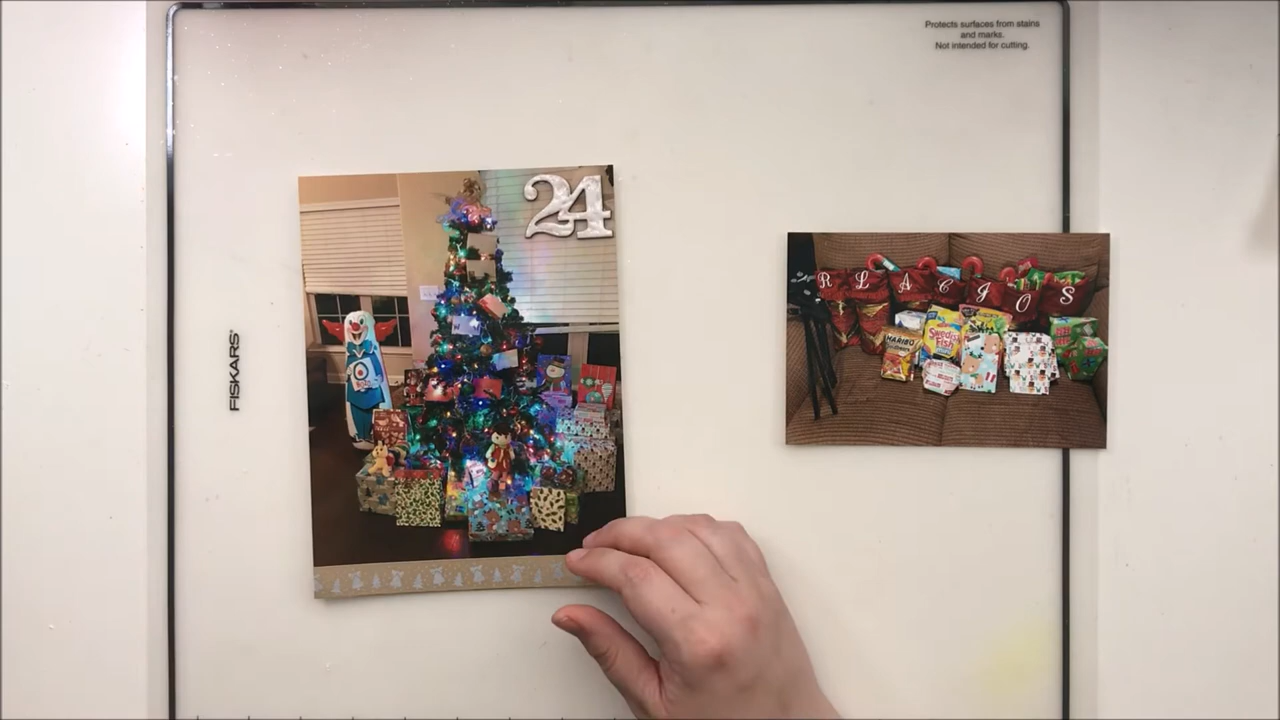 Protects surfaces from stains
and marks.
Not intended for cutting.
24
FISKARS®
R L A C J O S
HARIBO
Swedish
Fish